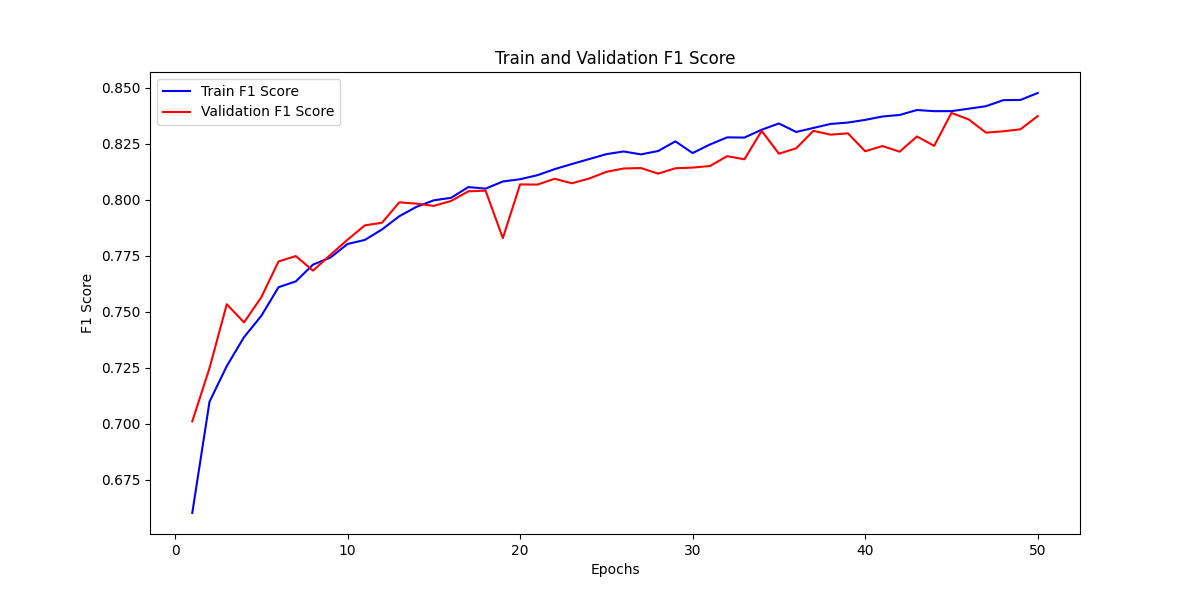 Train and Validation F1 Score
Train F1 Score
Validation F1 Score
F1 Score
0.850
0.825
0.800
0.775
0.750
0.725
0.700
0.675
0 10 20 30 40 50
Epochs